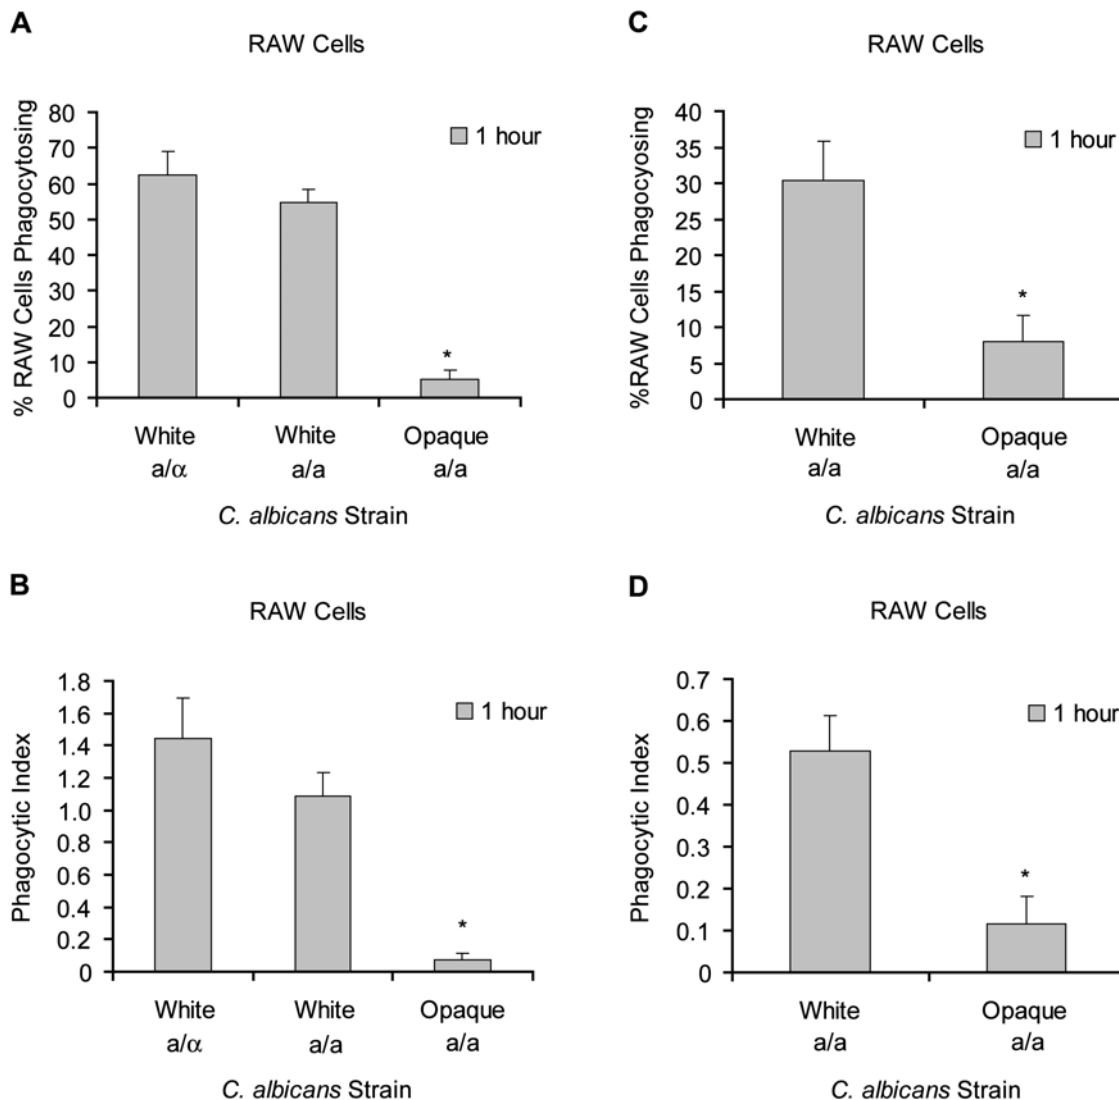 A
RAW Cells
% RAW Cells Phagocytosing
80
70
60
50
40
30
20
10
0
1 hour
*
White White Opaque
a/α a/a a/a
C. albicans Strain
B
RAW Cells
Phagocytic Index
1.8
1.6
1.4
1.2
1.0
0.8
0.6
0.4
0.2
0
1 hour
*
White White Opaque
a/α a/a a/a
C. albicans Strain
C
RAW Cells
%RAW Cells Phagocyosing
40
35
30
25
20
15
10
5
0
1 hour
*
White Opaque
a/a a/a
C. albicans Strain
D
RAW Cells
Phagocytic Index
0.7
0.6
0.5
0.4
0.3
0.2
0.1
0
1 hour
*
White Opaque
a/a a/a
C. albicans Strain